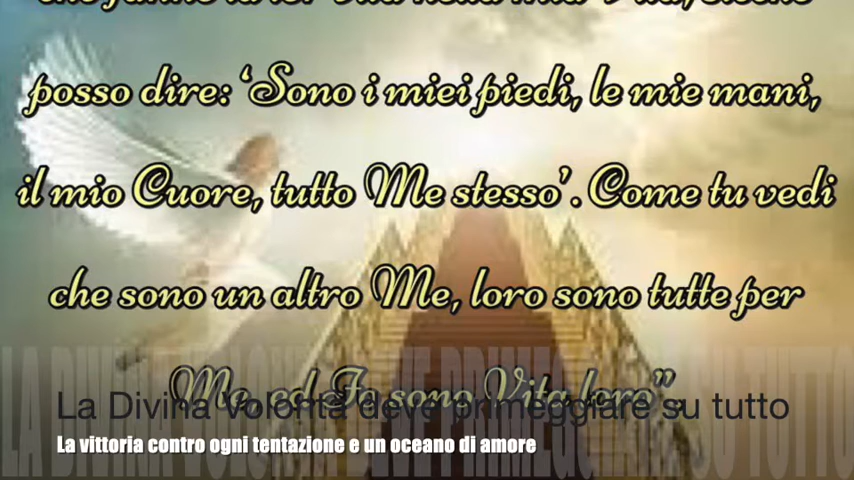 che fanno la lor Vita nella mia Vita, sicché
posso dire: ‘Sono i miei piedi, le mie mani,
il mio Cuore, tutto Me stesso’. Come tu vedi
che sono un altro Me, loro sono tutte per
Me, ed Io sono Vita loro”.
La Divina Volontà deve primeggiare su tutto
La vittoria contro ogni tentazione e un oceano di amore
LA DIVINA VOLONTÀ DEVE PRIMEGGIARE SU TUTTO